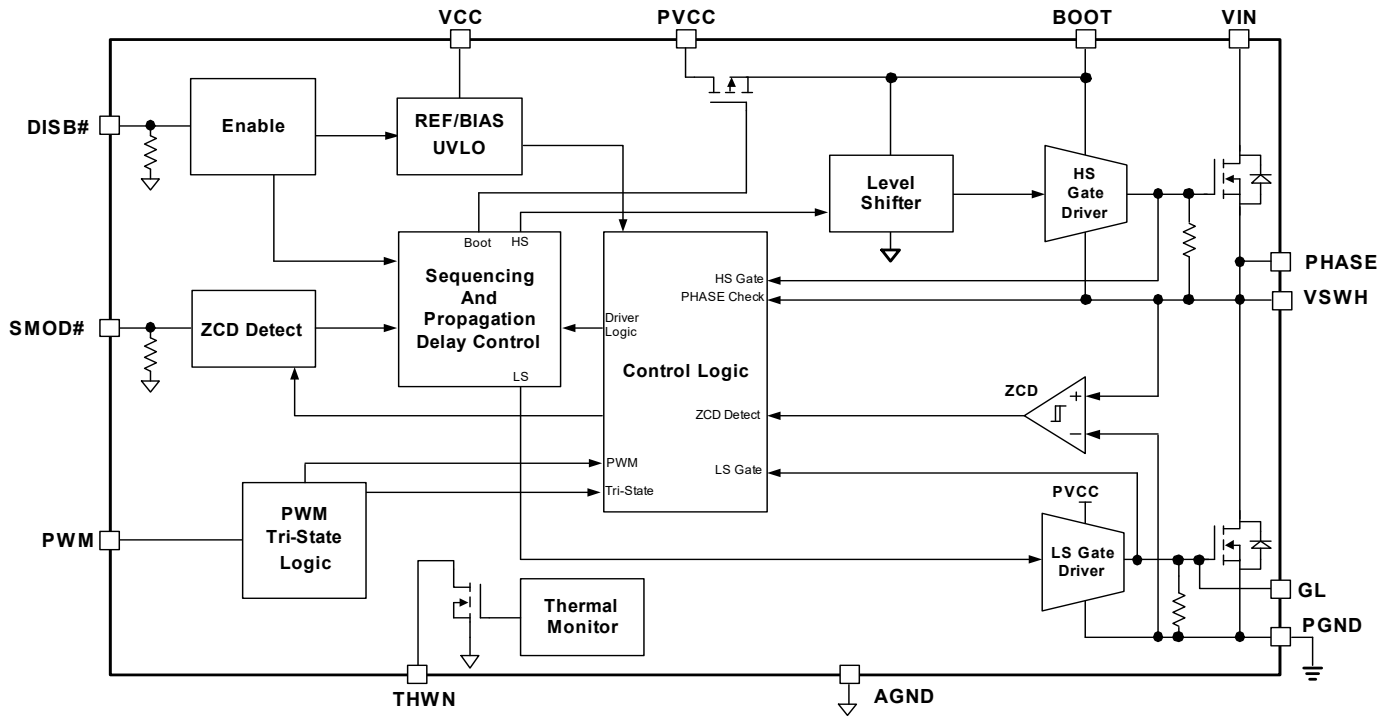 VCC
PVCC
BOOT
VIN
DISB#
Enable
REF/BIAS
UVLO
Level
Shifter
HS
Gate
Driver
Boot
HS
Sequencing
And
Propagation
Delay Control
LS
HS Gate
PHASE Check
Driver
Logic
Control Logic
ZCD Detect
LS Gate
PWM
Tri-State
PHASE
VSWH
SMOD#
ZCD Detect
ZCD
+
−
PVCC
PWM
PWM
Tri-State
Logic
LS Gate
Driver
Thermal
Monitor
GL
PGND
THWN
AGND